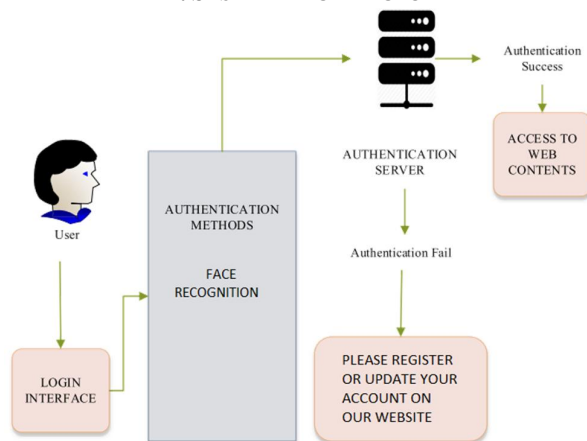 Authentication
Success
ACCESS TO
WEB
CONTENTS
AUTHENTICATION
SERVER
Authentication Fail
User
AUTHENTICATION
METHODS
FACE
RECOGNITION
LOGIN
INTERFACE
PLEASE REGISTER
OR UPDATE YOUR
ACCOUNT ON
OUR WEBSITE